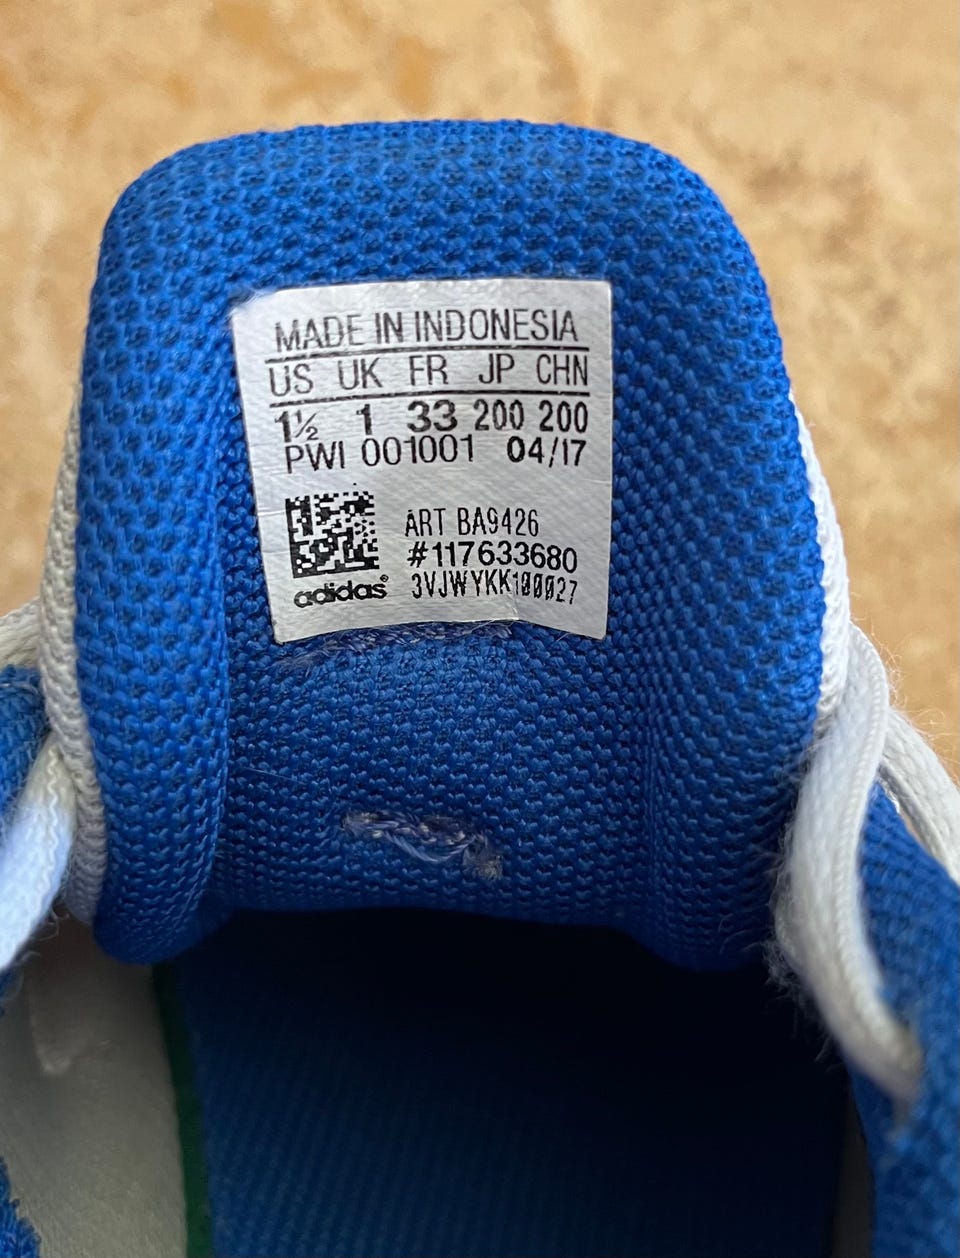 MADE IN INDONESIA
US UK FR JP CHN
1½ 1 33 200 200
PWI 001001 04/17
ART BA9426
#117633680
adidas® 3VJWYKK100027